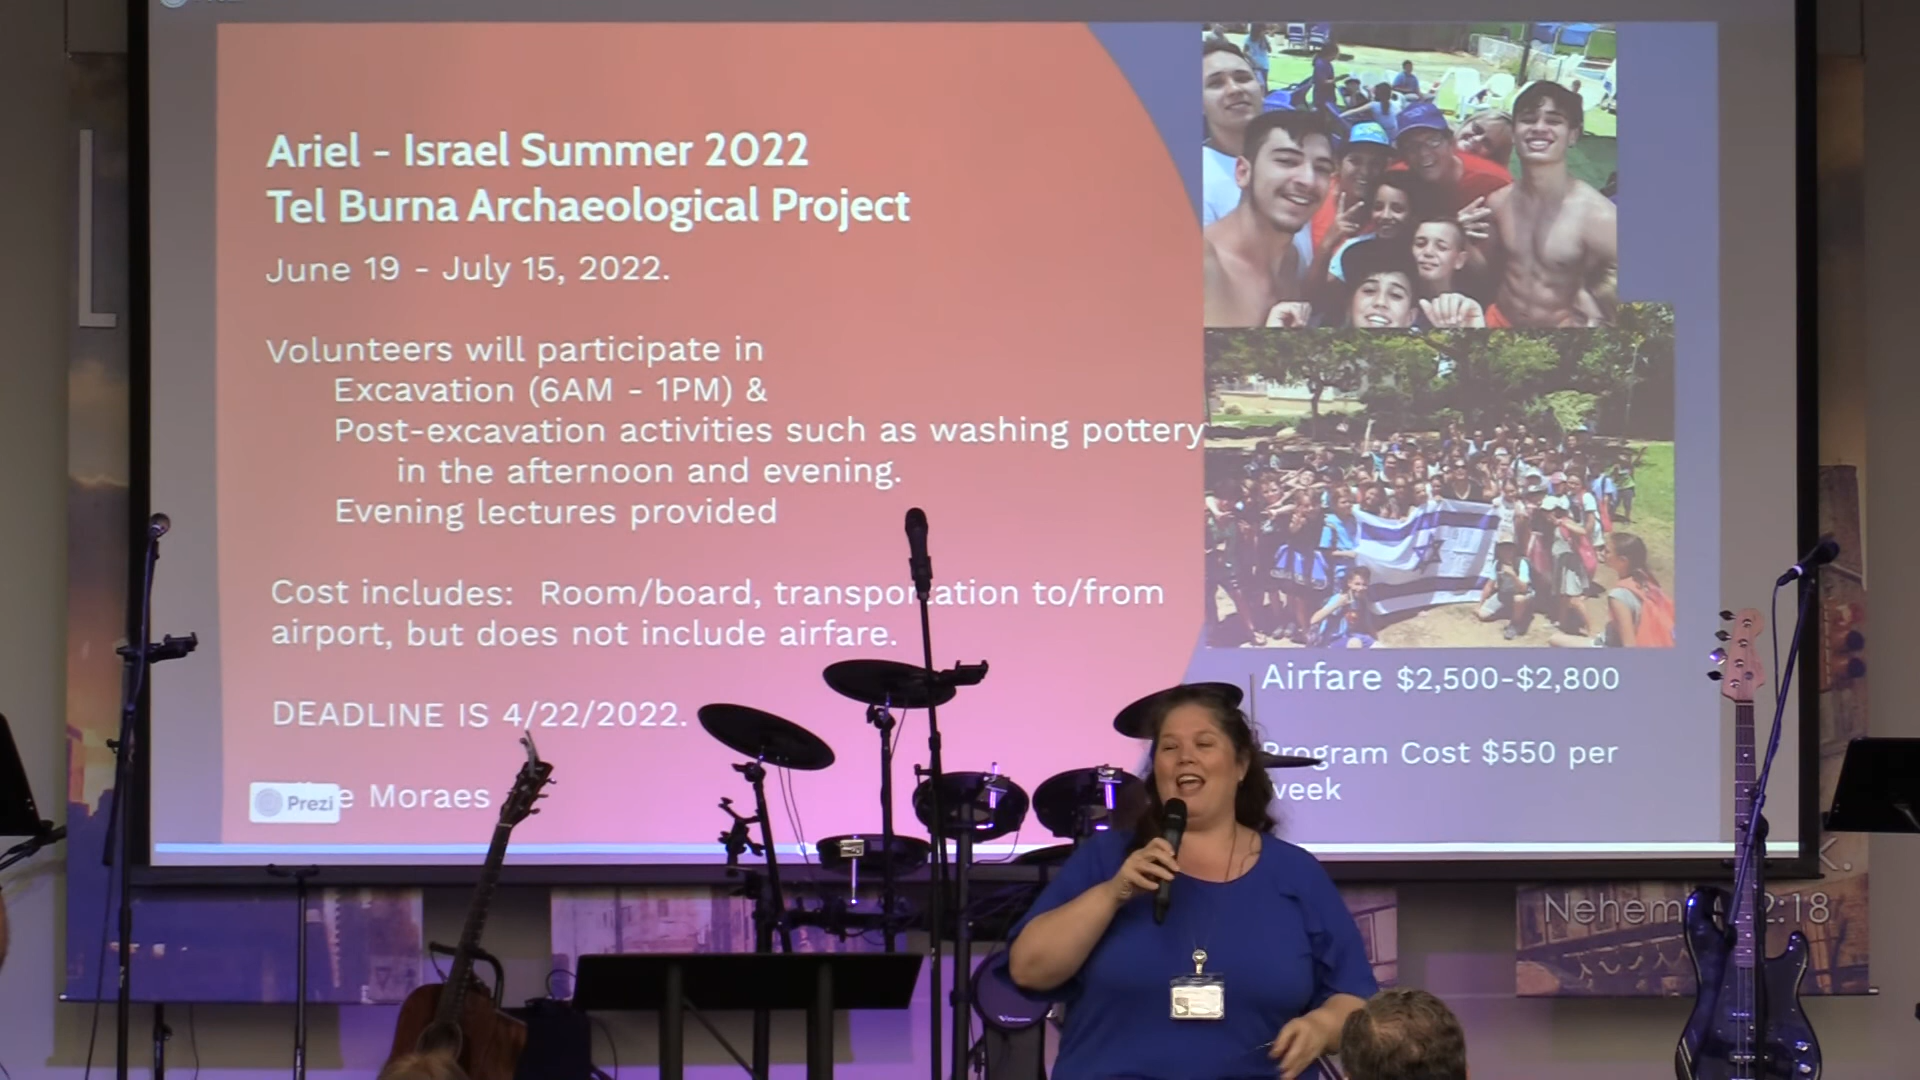 Ariel - Israel Summer 2022
Tel Burna Archaeological Project
June 19 - July 15, 2022.
Volunteers will participate in
Excavation (6AM - 1PM) &
Post-excavation activities such as washing pottery
in the afternoon and evening.
Evening lectures provided
Cost includes: Room/board, transportation to/from
airport, but does not include airfare.
DEADLINE IS 4/22/2022.
Prezi
Moraes
Airfare $2,500-$2,800
Program Cost $550 per
week
2:18